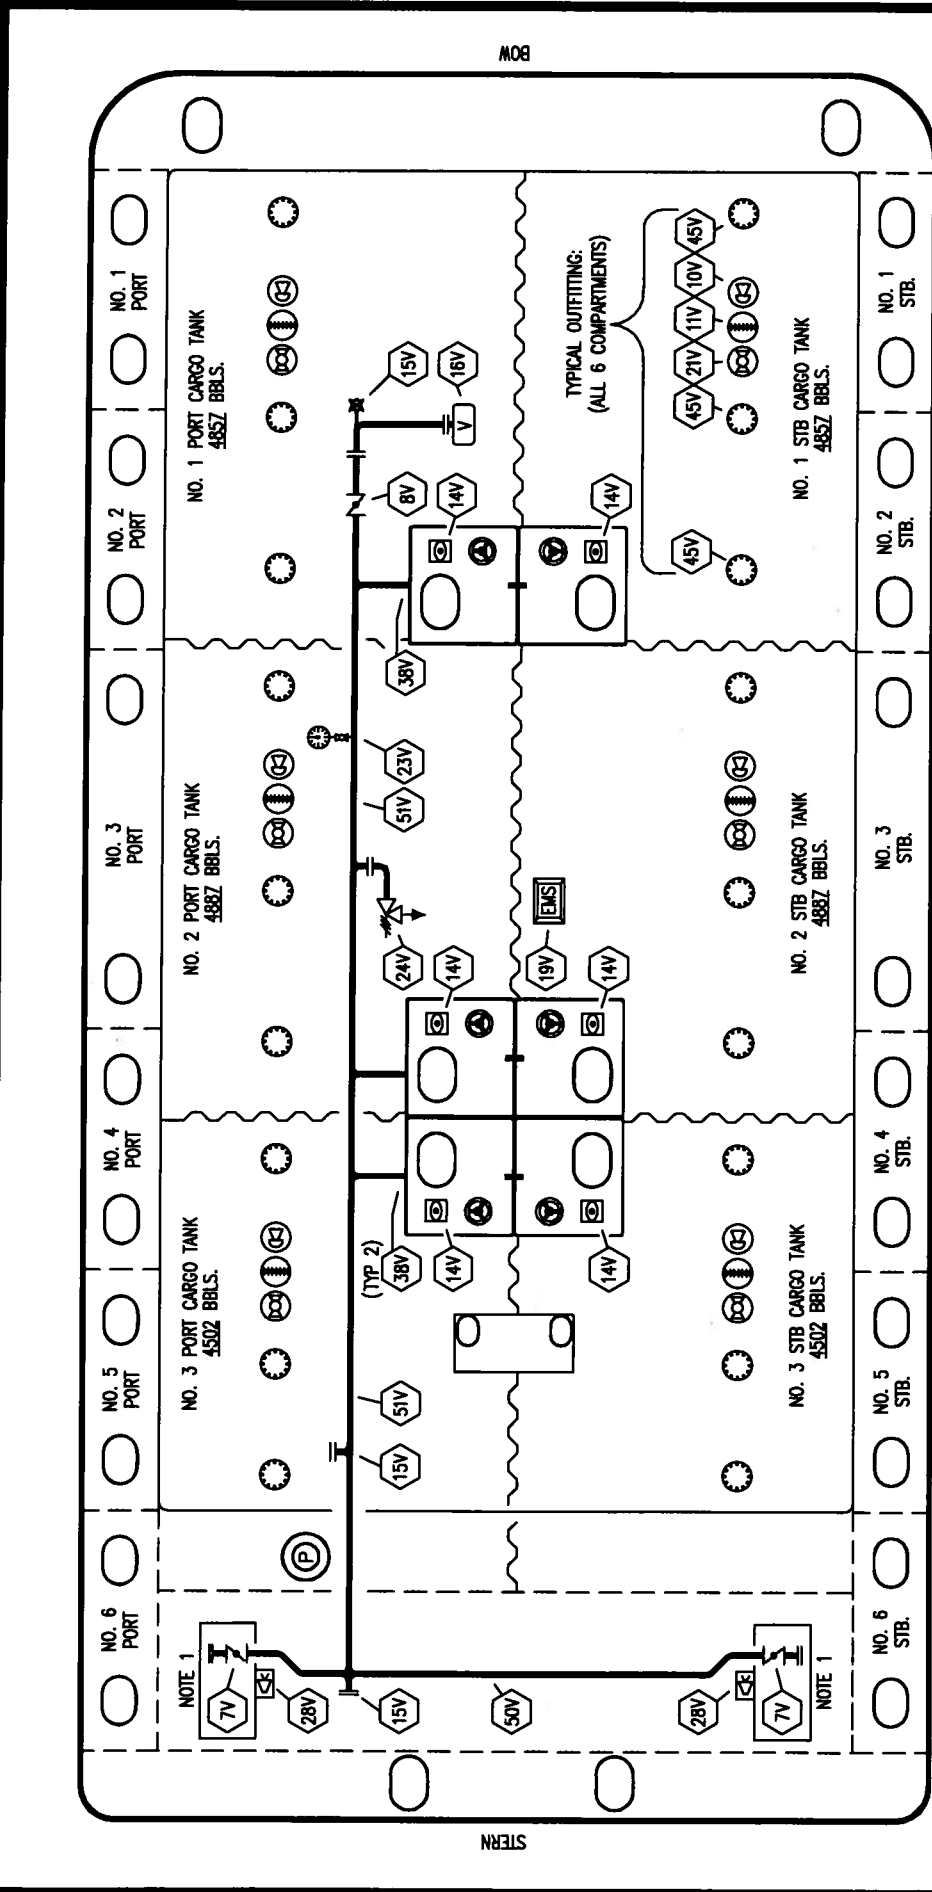 BOW
NO. 1
PORT
NO. 2
PORT
NO. 3
PORT
NO. 4
PORT
NO. 5
PORT
NO. 6
PORT
NO. 1 PORT CARGO TANK
4857 BBLS.
NO. 2 PORT CARGO TANK
4887 BBLS.
NO. 3 PORT CARGO TANK
4502 BBLS.
15V
16V
V
8V
14V
14V
38V
23V
51V
24V
14V
EMS
19V
14V
(TYP 2)
38V
14V
14V
51V
15V
P
NOTE 1
7V
28V
15V
50V
28V
7V
NOTE 1
TYPICAL OUTFITTING:
(ALL 6 COMPARTMENTS)
45V
10V
11V
21V
45V
45V
NO. 1 STB CARGO TANK
4857 BBLS.
NO. 2 STB CARGO TANK
4887 BBLS.
NO. 3 STB CARGO TANK
4502 BBLS.
NO. 1
STB.
NO. 2
STB.
NO. 3
STB.
NO. 4
STB.
NO. 5
STB.
NO. 6
STB.
STERN